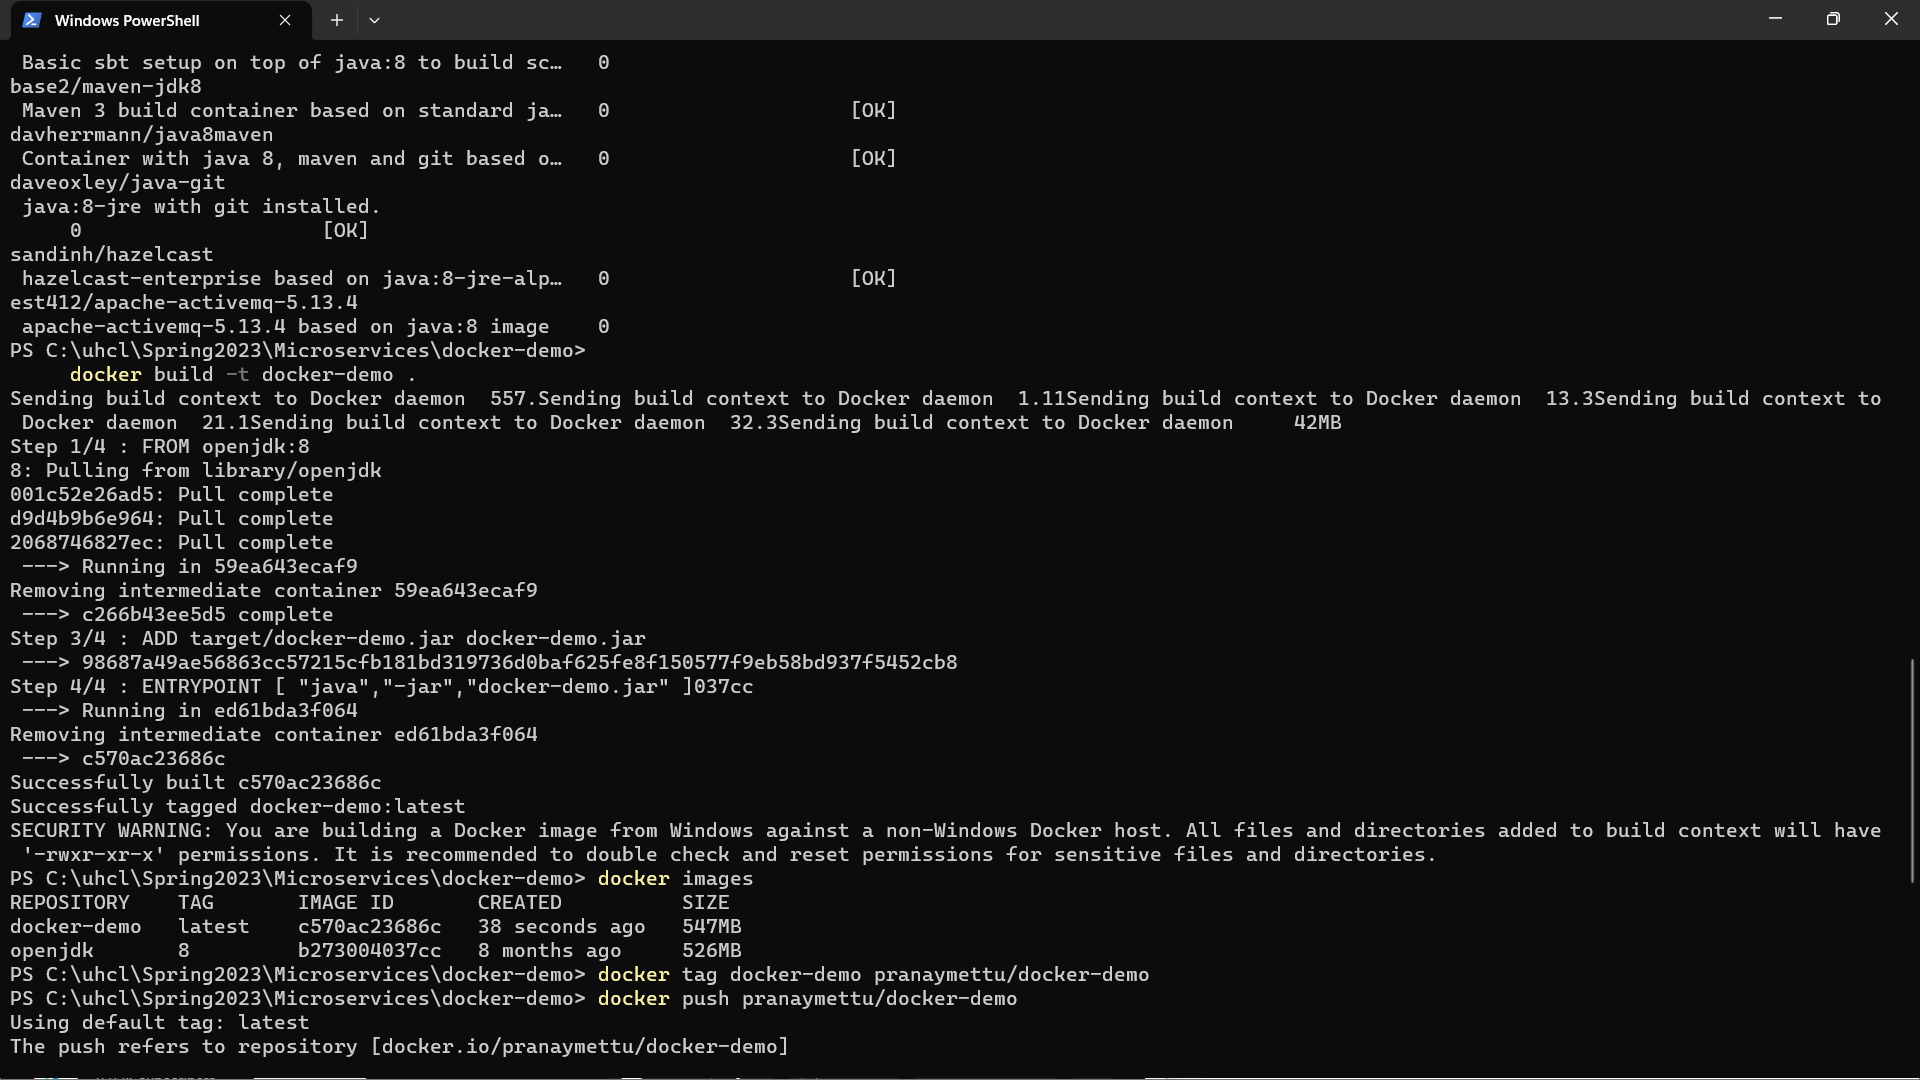 Windows PowerShell
Basic sbt setup on top of java:8 to build sc… 0
base2/maven-jdk8
Maven 3 build container based on standard ja… 0 [OK]
davherrmann/java8maven
Container with java 8, maven and git based o… 0 [OK]
daveoxley/java-git
java:8-jre with git installed.
0 [OK]
sandinh/hazelcast
hazelcast-enterprise based on java:8-jre-alp… 0 [OK]
est412/apache-activemq-5.13.4
apache-activemq-5.13.4 based on java:8 image 0
PS C:\uhcl\Spring2023\Microservices\docker-demo>
docker build -t docker-demo .
Sending build context to Docker daemon 557.Sending build context to Docker daemon 1.11Sending build context to Docker daemon 13.3Sending build context to
Docker daemon 21.1Sending build context to Docker daemon 32.3Sending build context to Docker daemon 42MB
Step 1/4 : FROM openjdk:8
8: Pulling from library/openjdk
001c52e26ad5: Pull complete
d9d4b9b6e964: Pull complete
2068746827ec: Pull complete
---> Running in 59ea643ecaf9
Removing intermediate container 59ea643ecaf9
---> c266b43ee5d5 complete
Step 3/4 : ADD target/docker-demo.jar docker-demo.jar
---> 98687a49ae56863cc57215cfb181bd319736d0baf625fe8f150577f9eb58bd937f5452cb8
Step 4/4 : ENTRYPOINT [ "java","-jar","docker-demo.jar" ]037cc
---> Running in ed61bda3f064
Removing intermediate container ed61bda3f064
---> c570ac23686c
Successfully built c570ac23686c
Successfully tagged docker-demo:latest
SECURITY WARNING: You are building a Docker image from Windows against a non-Windows Docker host. All files and directories added to build context will have
'-rwxr-xr-x' permissions. It is recommended to double check and reset permissions for sensitive files and directories.
PS C:\uhcl\Spring2023\Microservices\docker-demo> docker images
REPOSITORY TAG IMAGE ID CREATED SIZE
docker-demo latest c570ac23686c 38 seconds ago 547MB
openjdk 8 b273004037cc 8 months ago 526MB
PS C:\uhcl\Spring2023\Microservices\docker-demo> docker tag docker-demo pranaymettu/docker-demo
PS C:\uhcl\Spring2023\Microservices\docker-demo> docker push pranaymettu/docker-demo
Using default tag: latest
The push refers to repository [docker.io/pranaymettu/docker-demo]